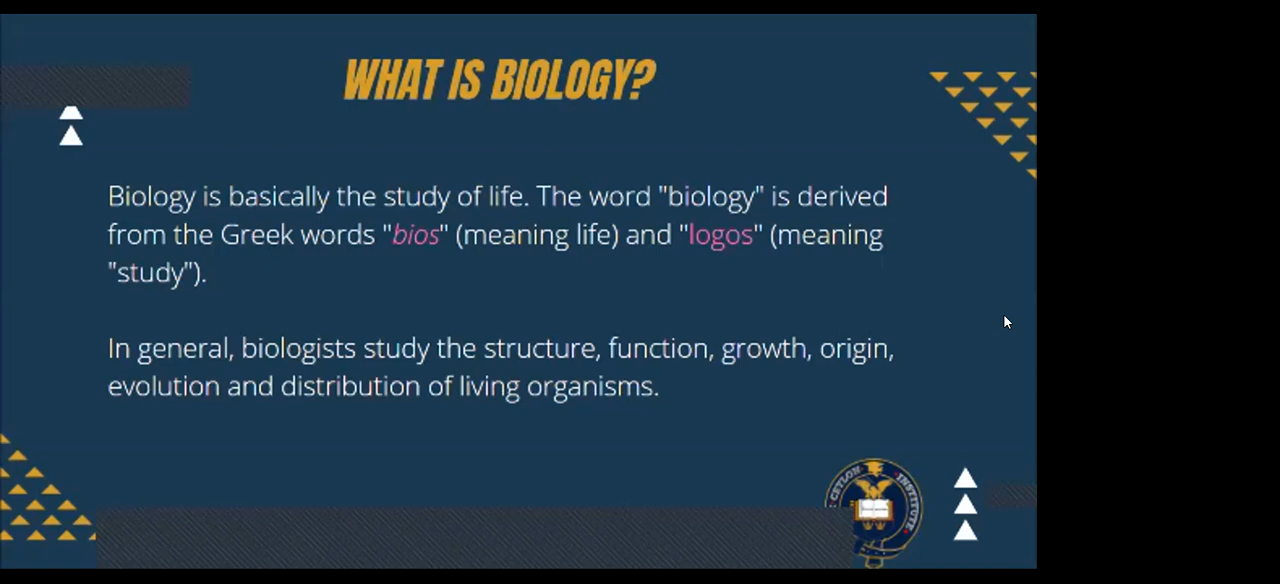 WHAT IS BIOLOGY?
Biology is basically the study of life. The word "biology" is derived
from the Greek words "bios" (meaning life) and "logos" (meaning
"study").
In general, biologists study the structure, function, growth, origin,
evolution and distribution of living organisms.
CEYLON INSTITUTE